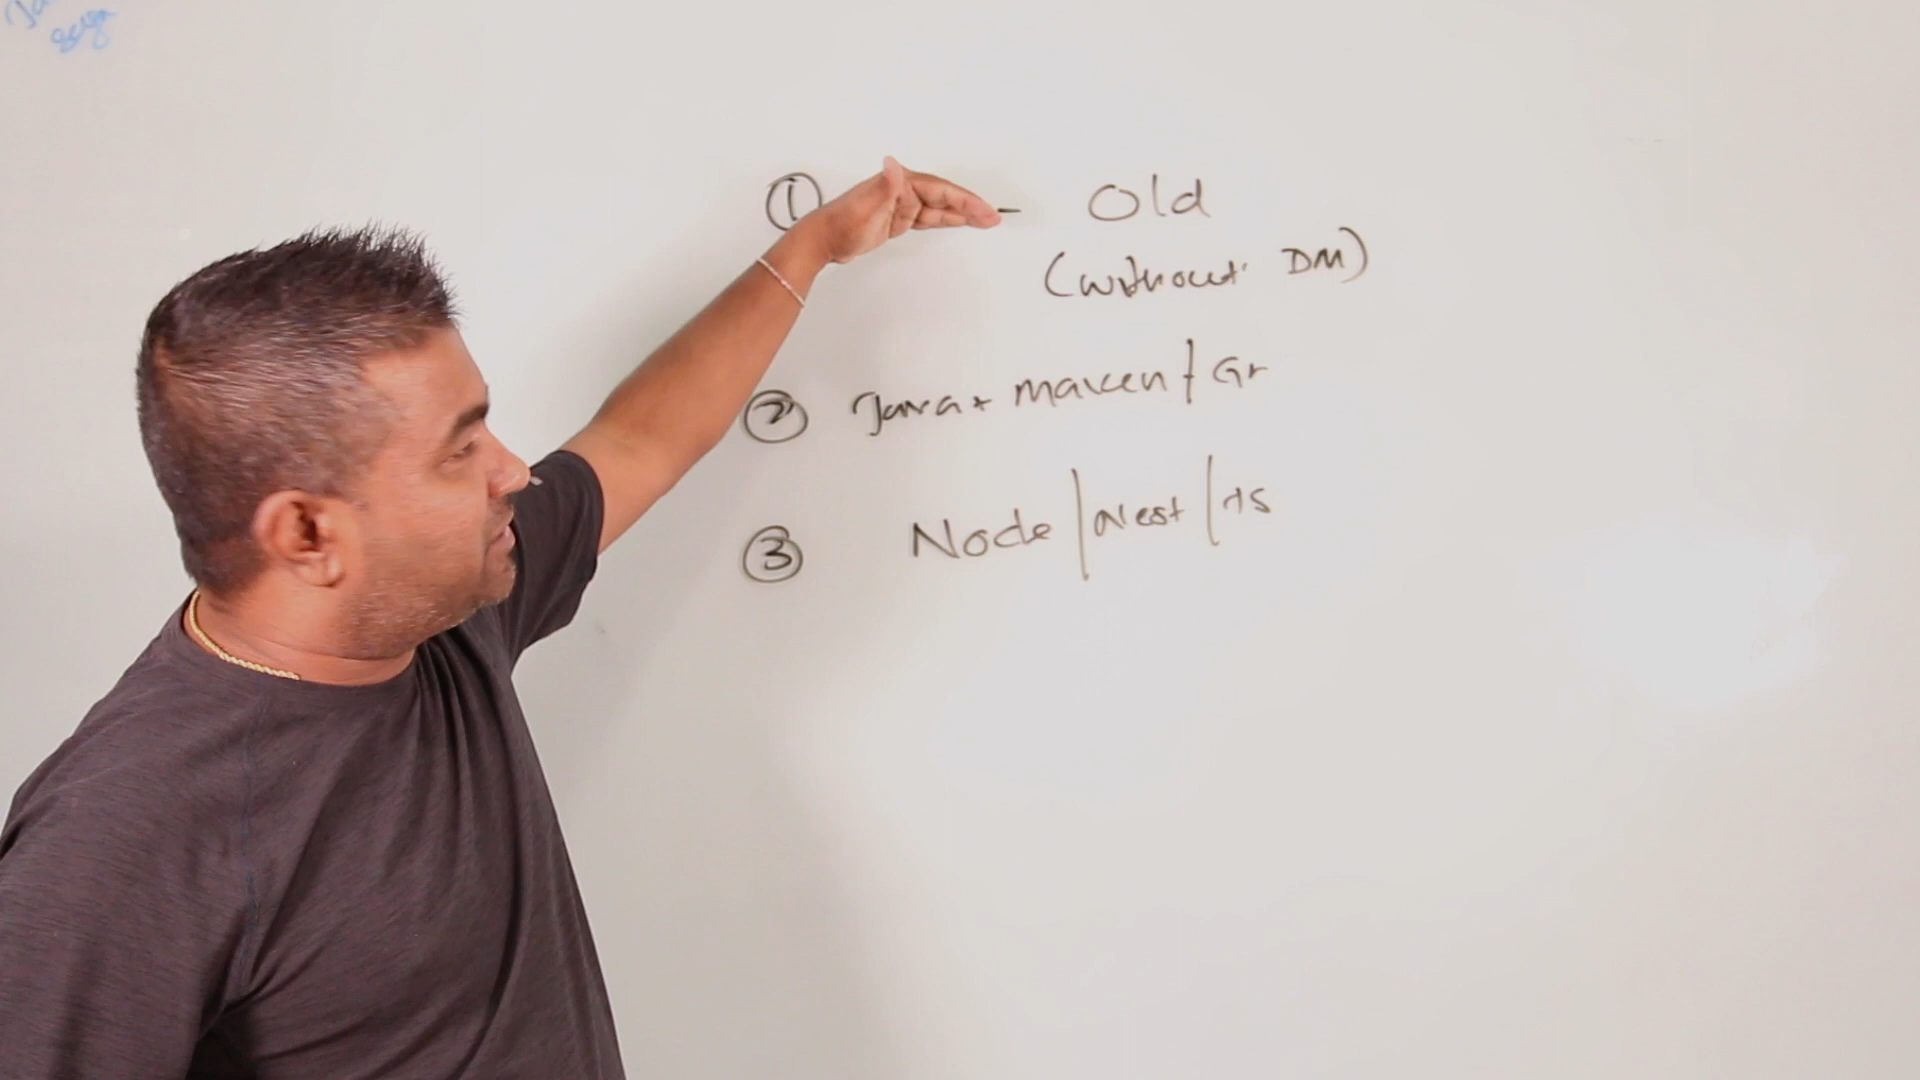 ① - Old
(without DM)
② Java + maven / Gr
③ Node | Nest | ts